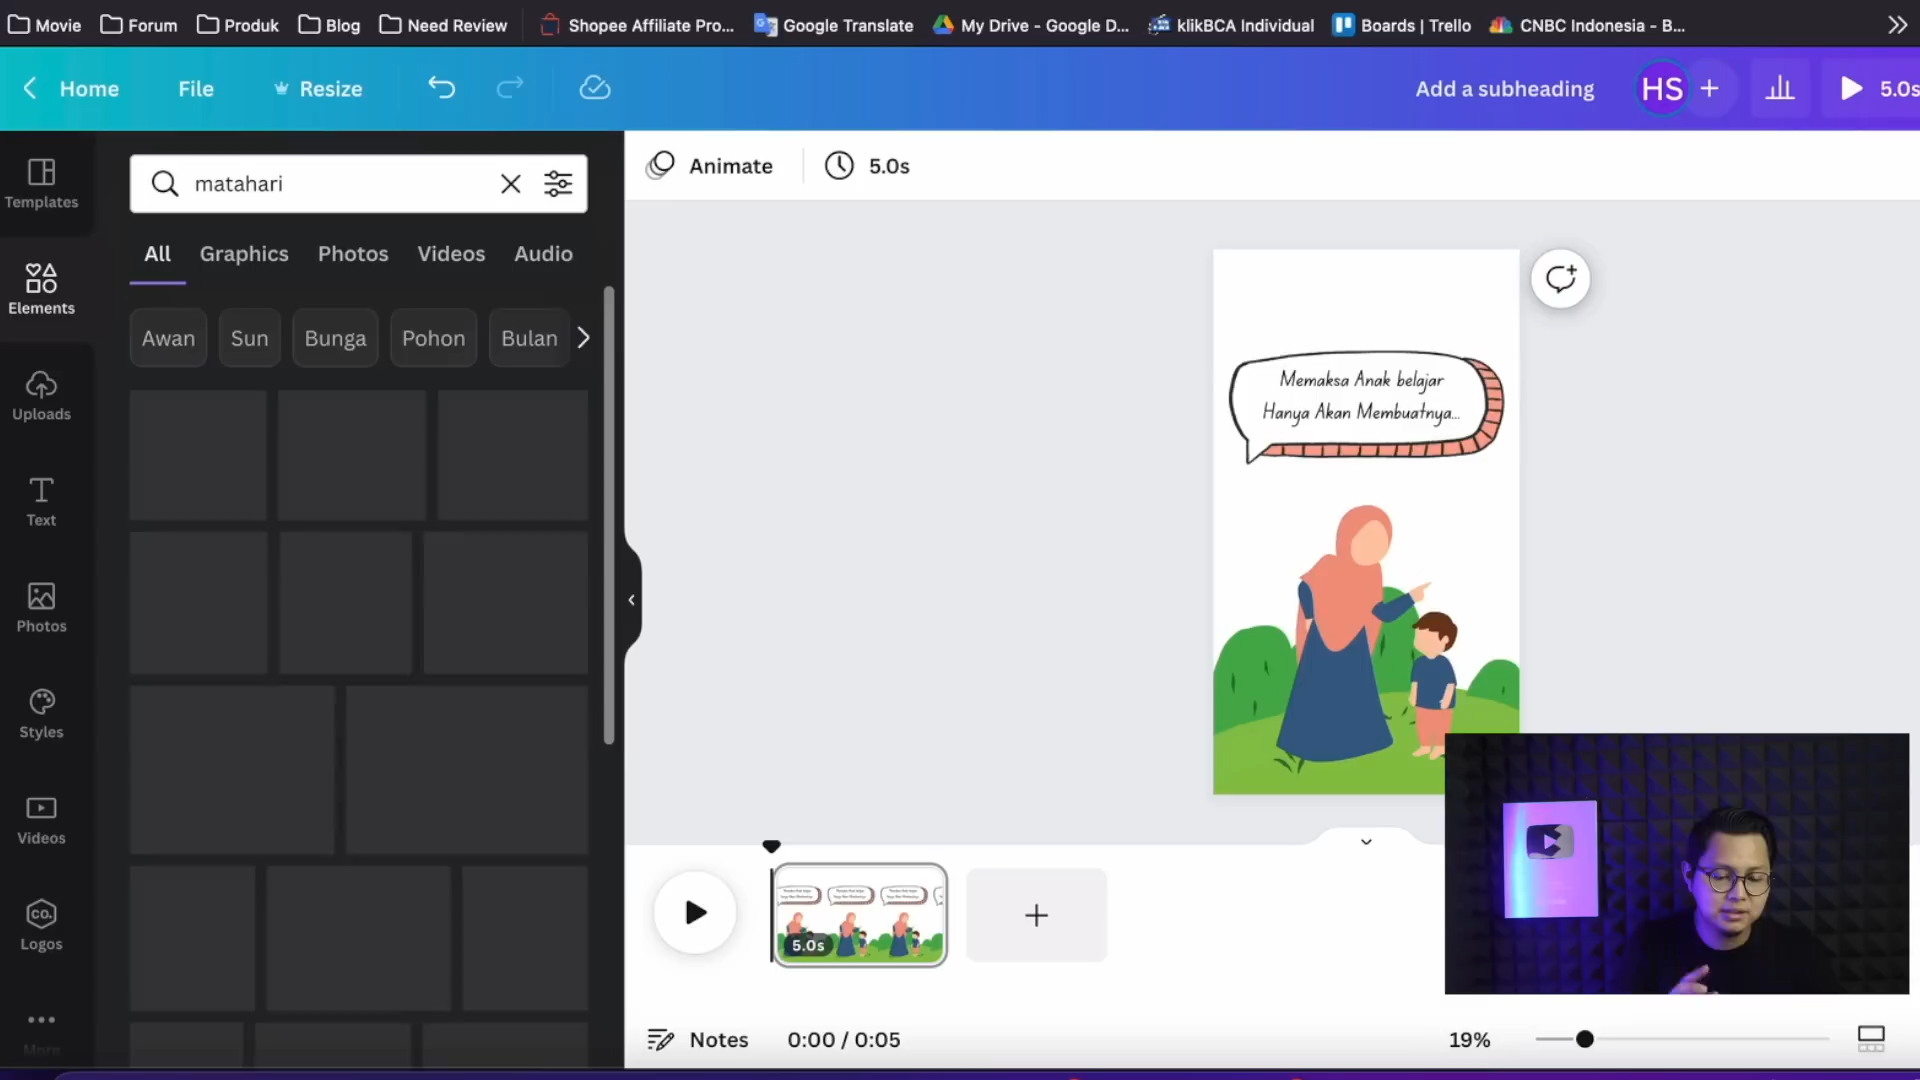 Movie Forum Produk Blog Need Review Shopee Affiliate Pro... Google Translate My Drive - Google D... klikBCA Individual Boards | Trello CNBC Indonesia - B...
Home File Resize Add a subheading HS 5.0s
Templates
Elements
Uploads
Text
Photos
Styles
Videos
Logos
More
matahari
All Graphics Photos Videos Audio
Awan Sun Bunga Pohon Bulan
Animate 5.0s
Memaksa Anak belajar
Hanya Akan Membuatnya...
5.0s
Notes 0:00 / 0:05 19%